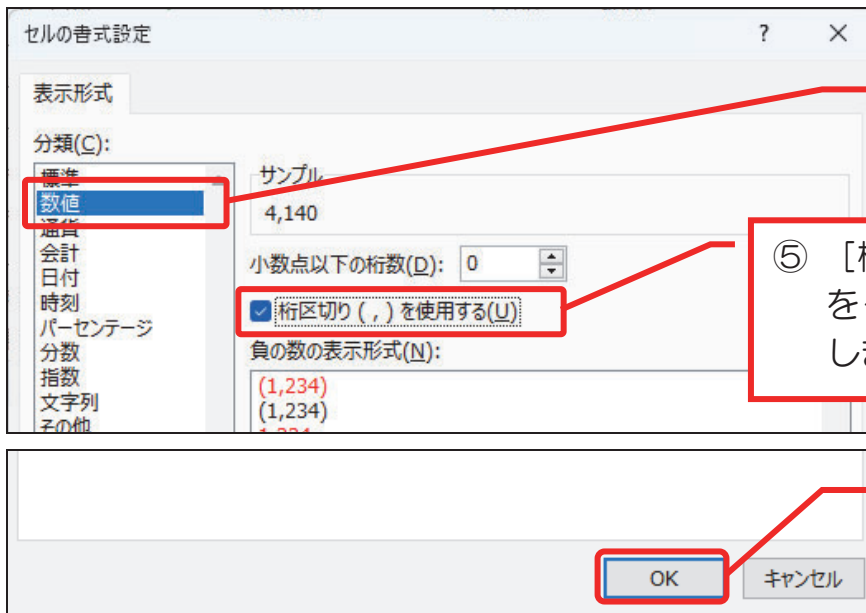 セルの書式設定
? ×
表示形式
分類(C):
標準
数値
通貨
会計
日付
時刻
パーセンテージ
分数
指数
文字列
その他
サンプル
4,140
小数点以下の桁数(D): 0
桁区切り ( , ) を使用する(U)
負の数の表示形式(N):
(1,234)
(1,234)
⑤ [桁
を
しま
OK
キャンセル